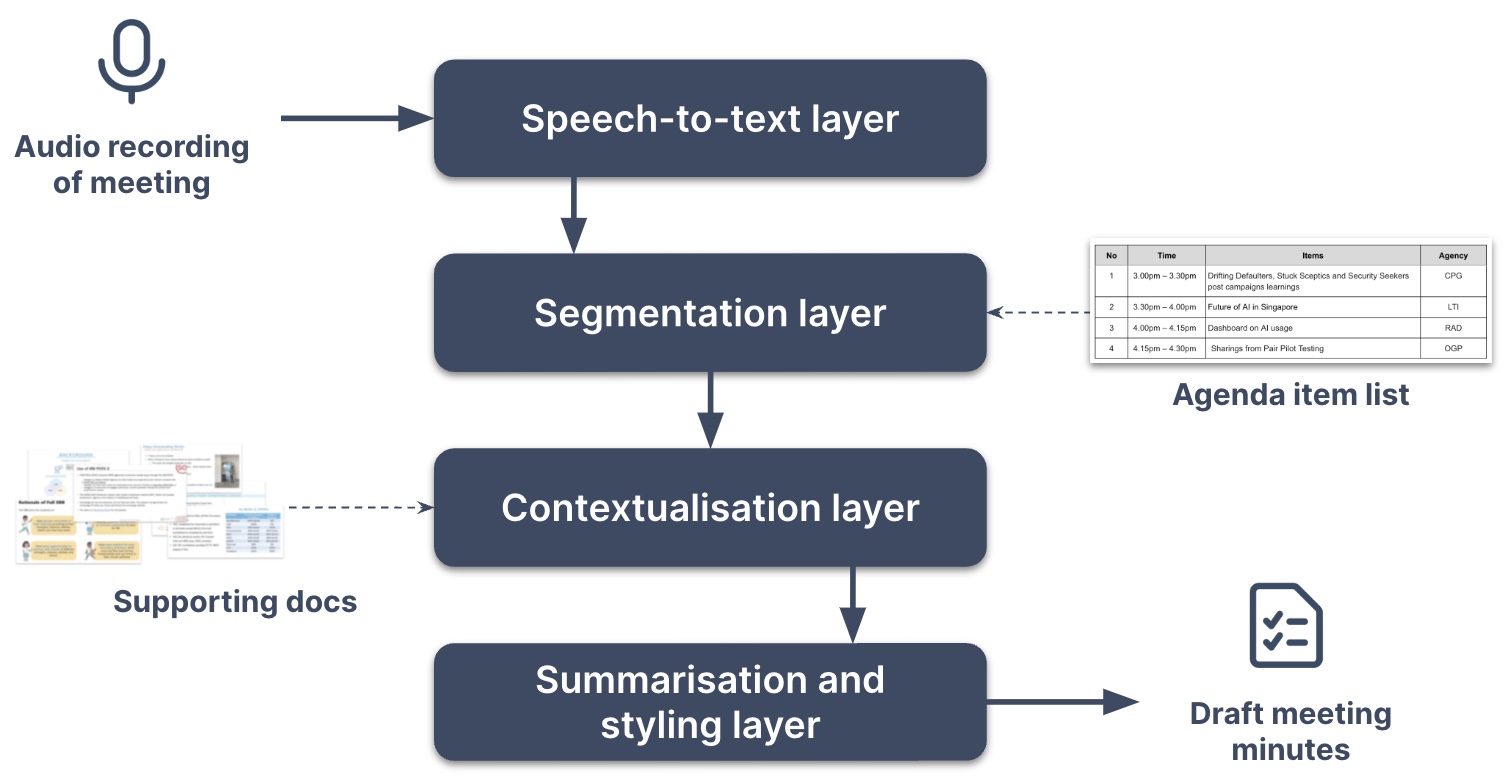 Audio recording
of meeting
Speech-to-text layer
Segmentation layer
No Time Items Agency
1 3.00pm – 3.30pm Drifting Defaulters, Stuck Sceptics and Security Seekers CPG
post campaigns learnings
2 3.30pm – 4.00pm Future of AI in Singapore LTI
3 4.00pm – 4.15pm Dashboard on AI usage RAD
4 4.15pm – 4.30pm Sharings from Pair Pilot Testing OGP
Agenda item list
Contextualisation layer
Supporting docs
Summarisation and
styling layer
Draft meeting
minutes